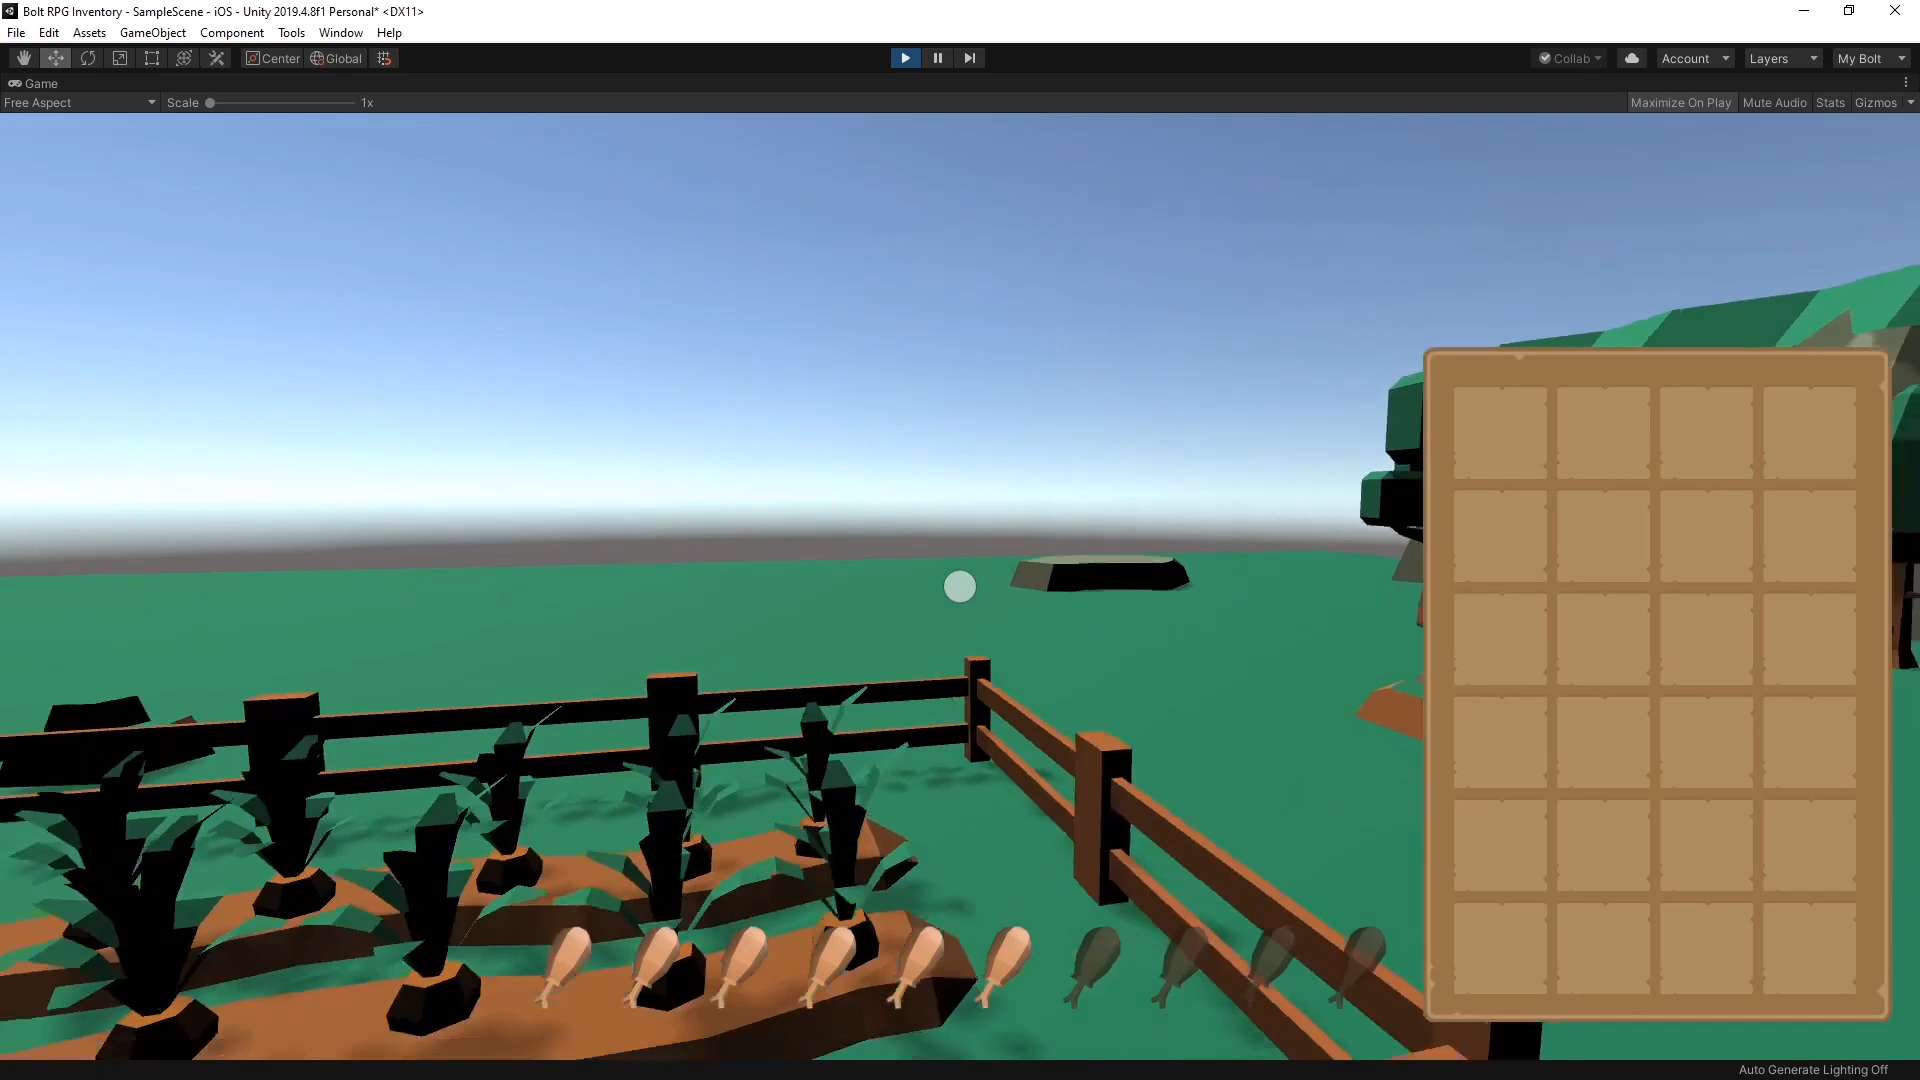 Bolt RPG Inventory - SampleScene - iOS - Unity 2019.4.8f1 Personal* <DX11>
File Edit Assets GameObject Component Tools Window Help
Center Global Collab Account Layers My Bolt
Game
Free Aspect Scale 1x Maximize On Play Mute Audio Stats Gizmos
Auto Generate Lighting Off